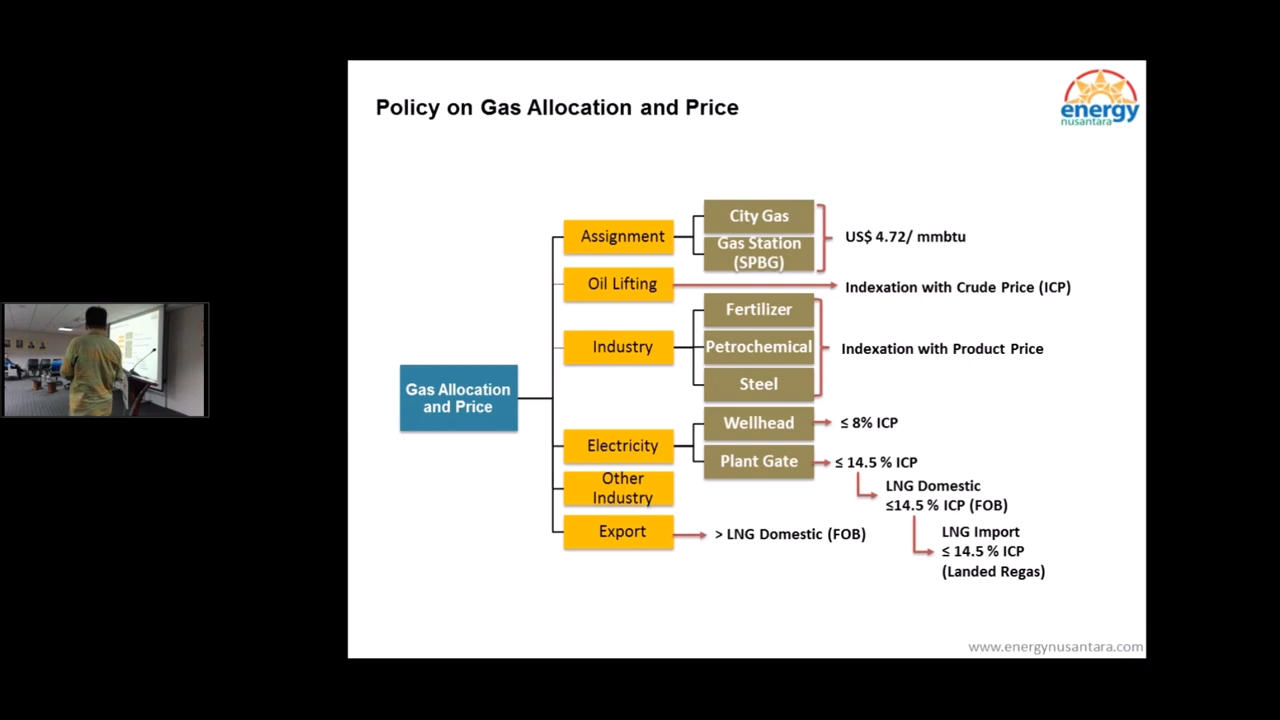 Policy on Gas Allocation and Price
energy
nusantara
City Gas
Assignment
US$ 4.72/ mmbtu
Gas Station
(SPBG)
Oil Lifting
Indexation with Crude Price (ICP)
Fertilizer
Industry
Petrochemical
Indexation with Product Price
Steel
Gas Allocation
and Price
Wellhead
≤ 8% ICP
Electricity
Plant Gate
≤ 14.5 % ICP
LNG Domestic
≤14.5 % ICP (FOB)
Other
Industry
LNG Import
≤ 14.5 % ICP
(Landed Regas)
Export
> LNG Domestic (FOB)
www.energynusantara.com